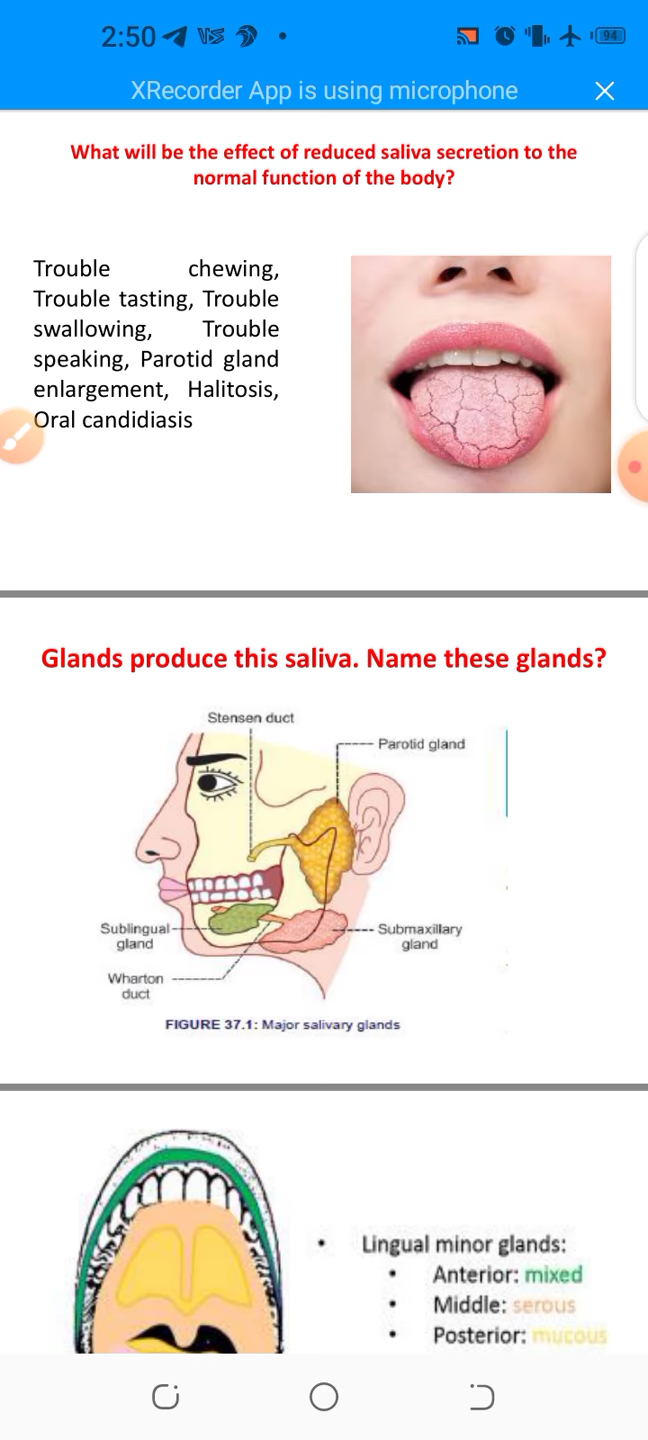 2:50
94
XRecorder App is using microphone
What will be the effect of reduced saliva secretion to the
normal function of the body?
Trouble chewing,
Trouble tasting, Trouble
swallowing, Trouble
speaking, Parotid gland
enlargement, Halitosis,
Oral candidiasis
Glands produce this saliva. Name these glands?
Stensen duct
Parotid gland
Sublingual
gland
Submaxillary
gland
Wharton
duct
FIGURE 37.1: Major salivary glands
• Lingual minor glands:
• Anterior: mixed
• Middle: serous
• Posterior: mucous